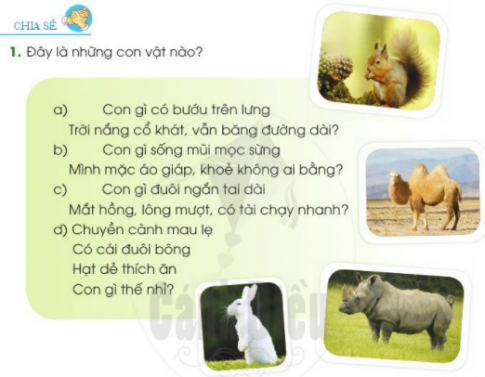 CHIA SẺ
1. Đây là những con vật nào?
a) Con gì có bướu trên lưng
Trời nắng cổ khát, vẫn băng đường dài?
b) Con gì sống mũi mọc sừng
Mình mặc áo giáp, khoẻ không ai bằng?
c) Con gì đuôi ngắn tai dài
Mắt hồng, lông mượt, có tài chạy nhanh?
d) Chuyền cành mau lẹ
Có cái đuôi bông
Hạt dẻ thích ăn
Con gì thế nhỉ?
Cánh Diều